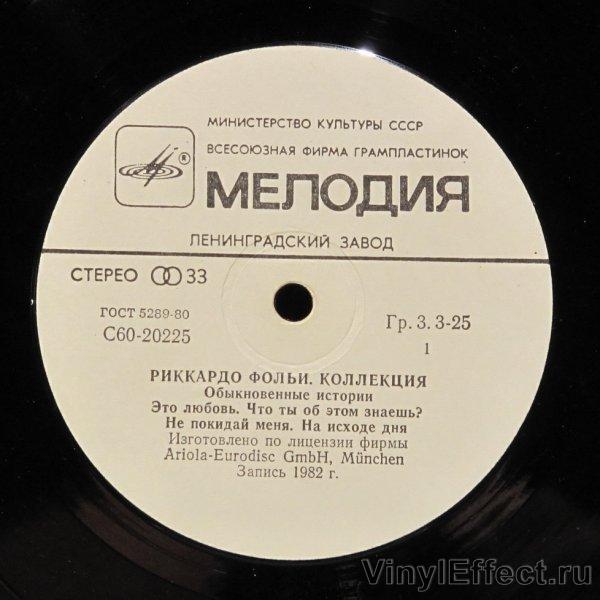 МИНИСТЕРСТВО КУЛЬТУРЫ СССР
ВСЕСОЮЗНАЯ ФИРМА ГРАМПЛАСТИНОК
®
МЕЛОДИЯ
ЛЕНИНГРАДСКИЙ ЗАВОД
СТЕРЕО 33
ГОСТ 5289-80
С60-20225
Гр. 3. 3-25
1
РИККАРДО ФОЛЬИ. КОЛЛЕКЦИЯ
Обыкновенные истории
Это любовь. Что ты об этом знаешь?
Не покидай меня. На исходе дня
Изготовлено по лицензии фирмы
Ariola-Eurodisc GmbH, München
Запись 1982 г.
VinylEffect.ru